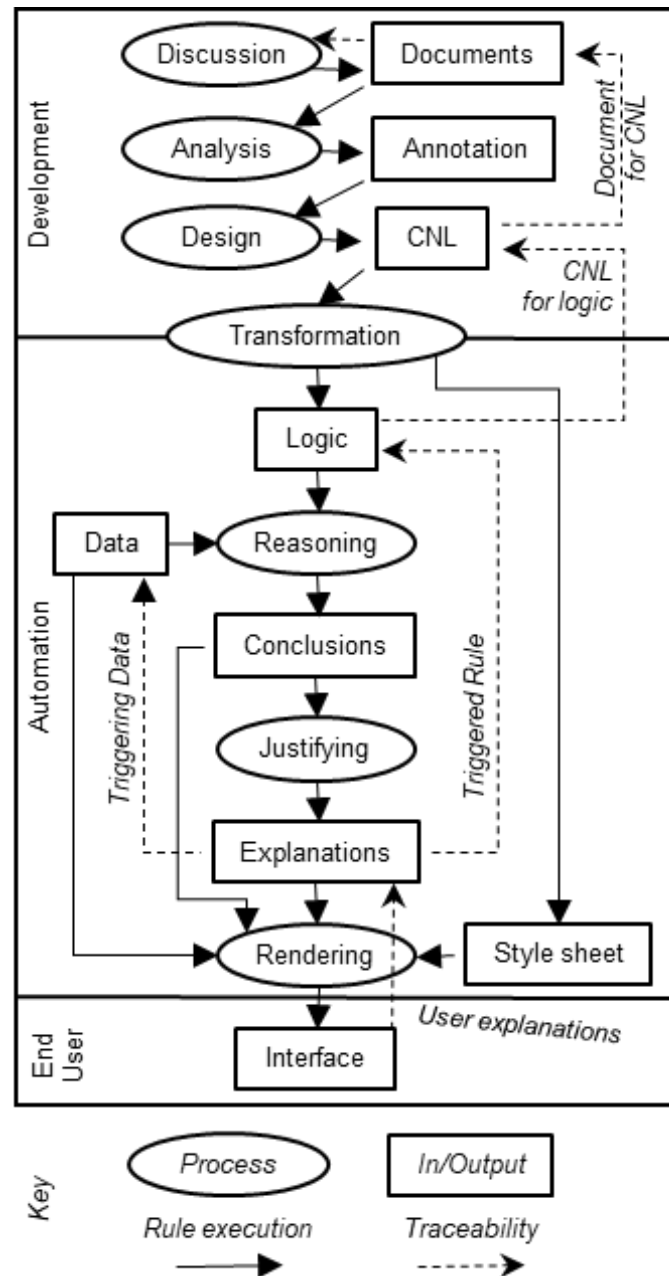 Discussion
Documents
Analysis
Annotation
Design
CNL
Document
for CNL
CNL
for logic
Development
Transformation
Logic
Data
Reasoning
Conclusions
Justifying
Explanations
Rendering
Style sheet
Triggering Data
Triggered Rule
Automation
Interface
User explanations
End
User
Key
Process
In/Output
Rule execution
Traceability